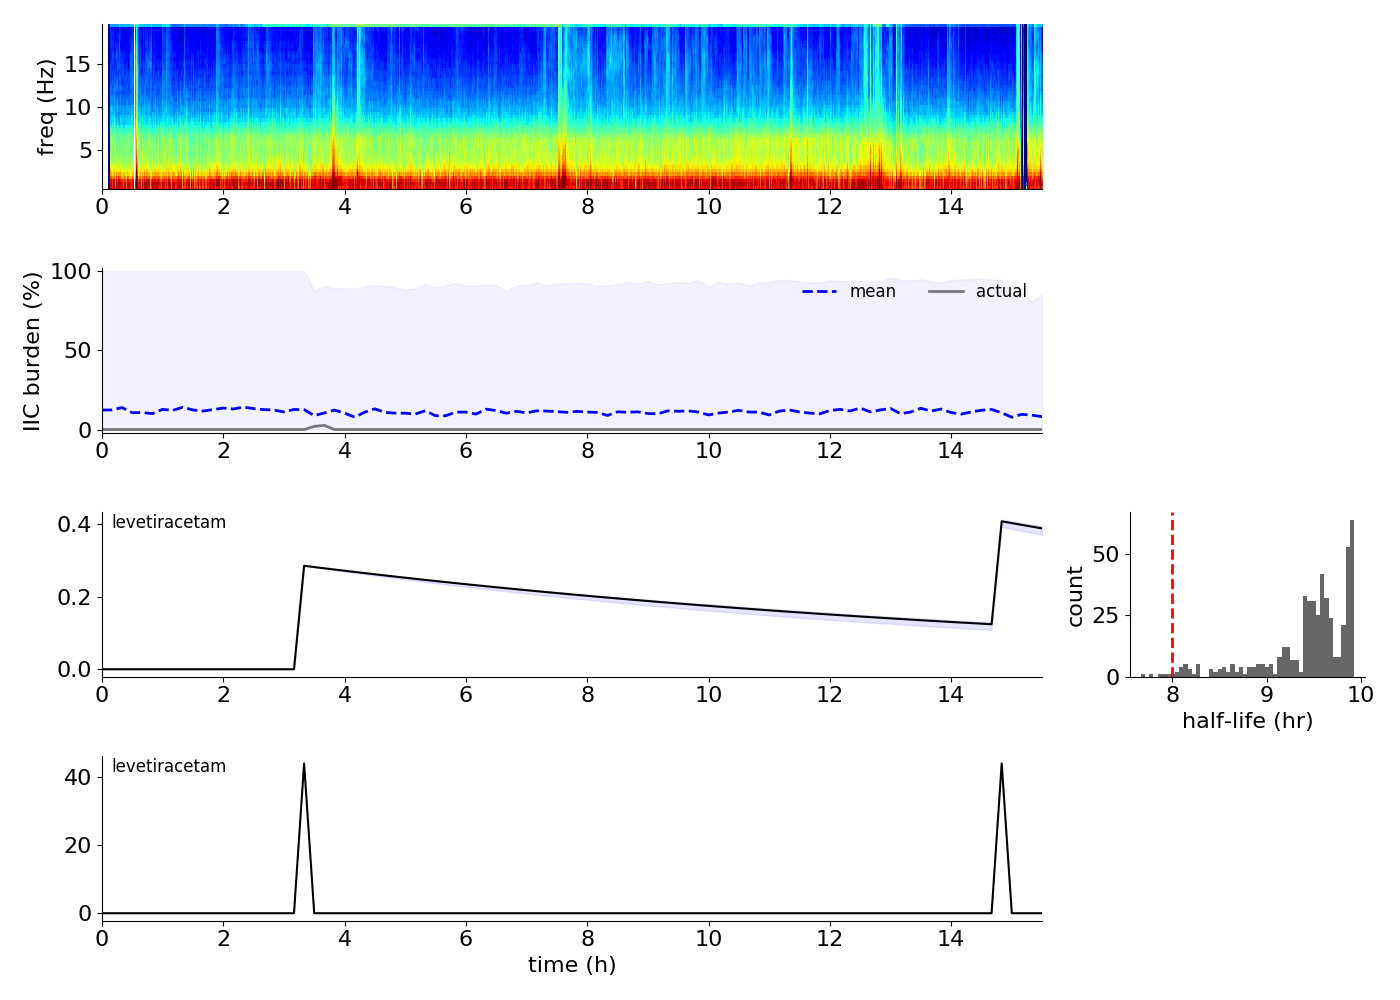 freq (Hz)
15
10
5
0 2 4 6 8 10 12 14
IIC burden (%)
100
50
0
mean actual
0 2 4 6 8 10 12 14
levetiracetam
0.4
0.2
0.0
0 2 4 6 8 10 12 14
count
50
25
0
8 9 10
half-life (hr)
levetiracetam
40
20
0
0 2 4 6 8 10 12 14
time (h)